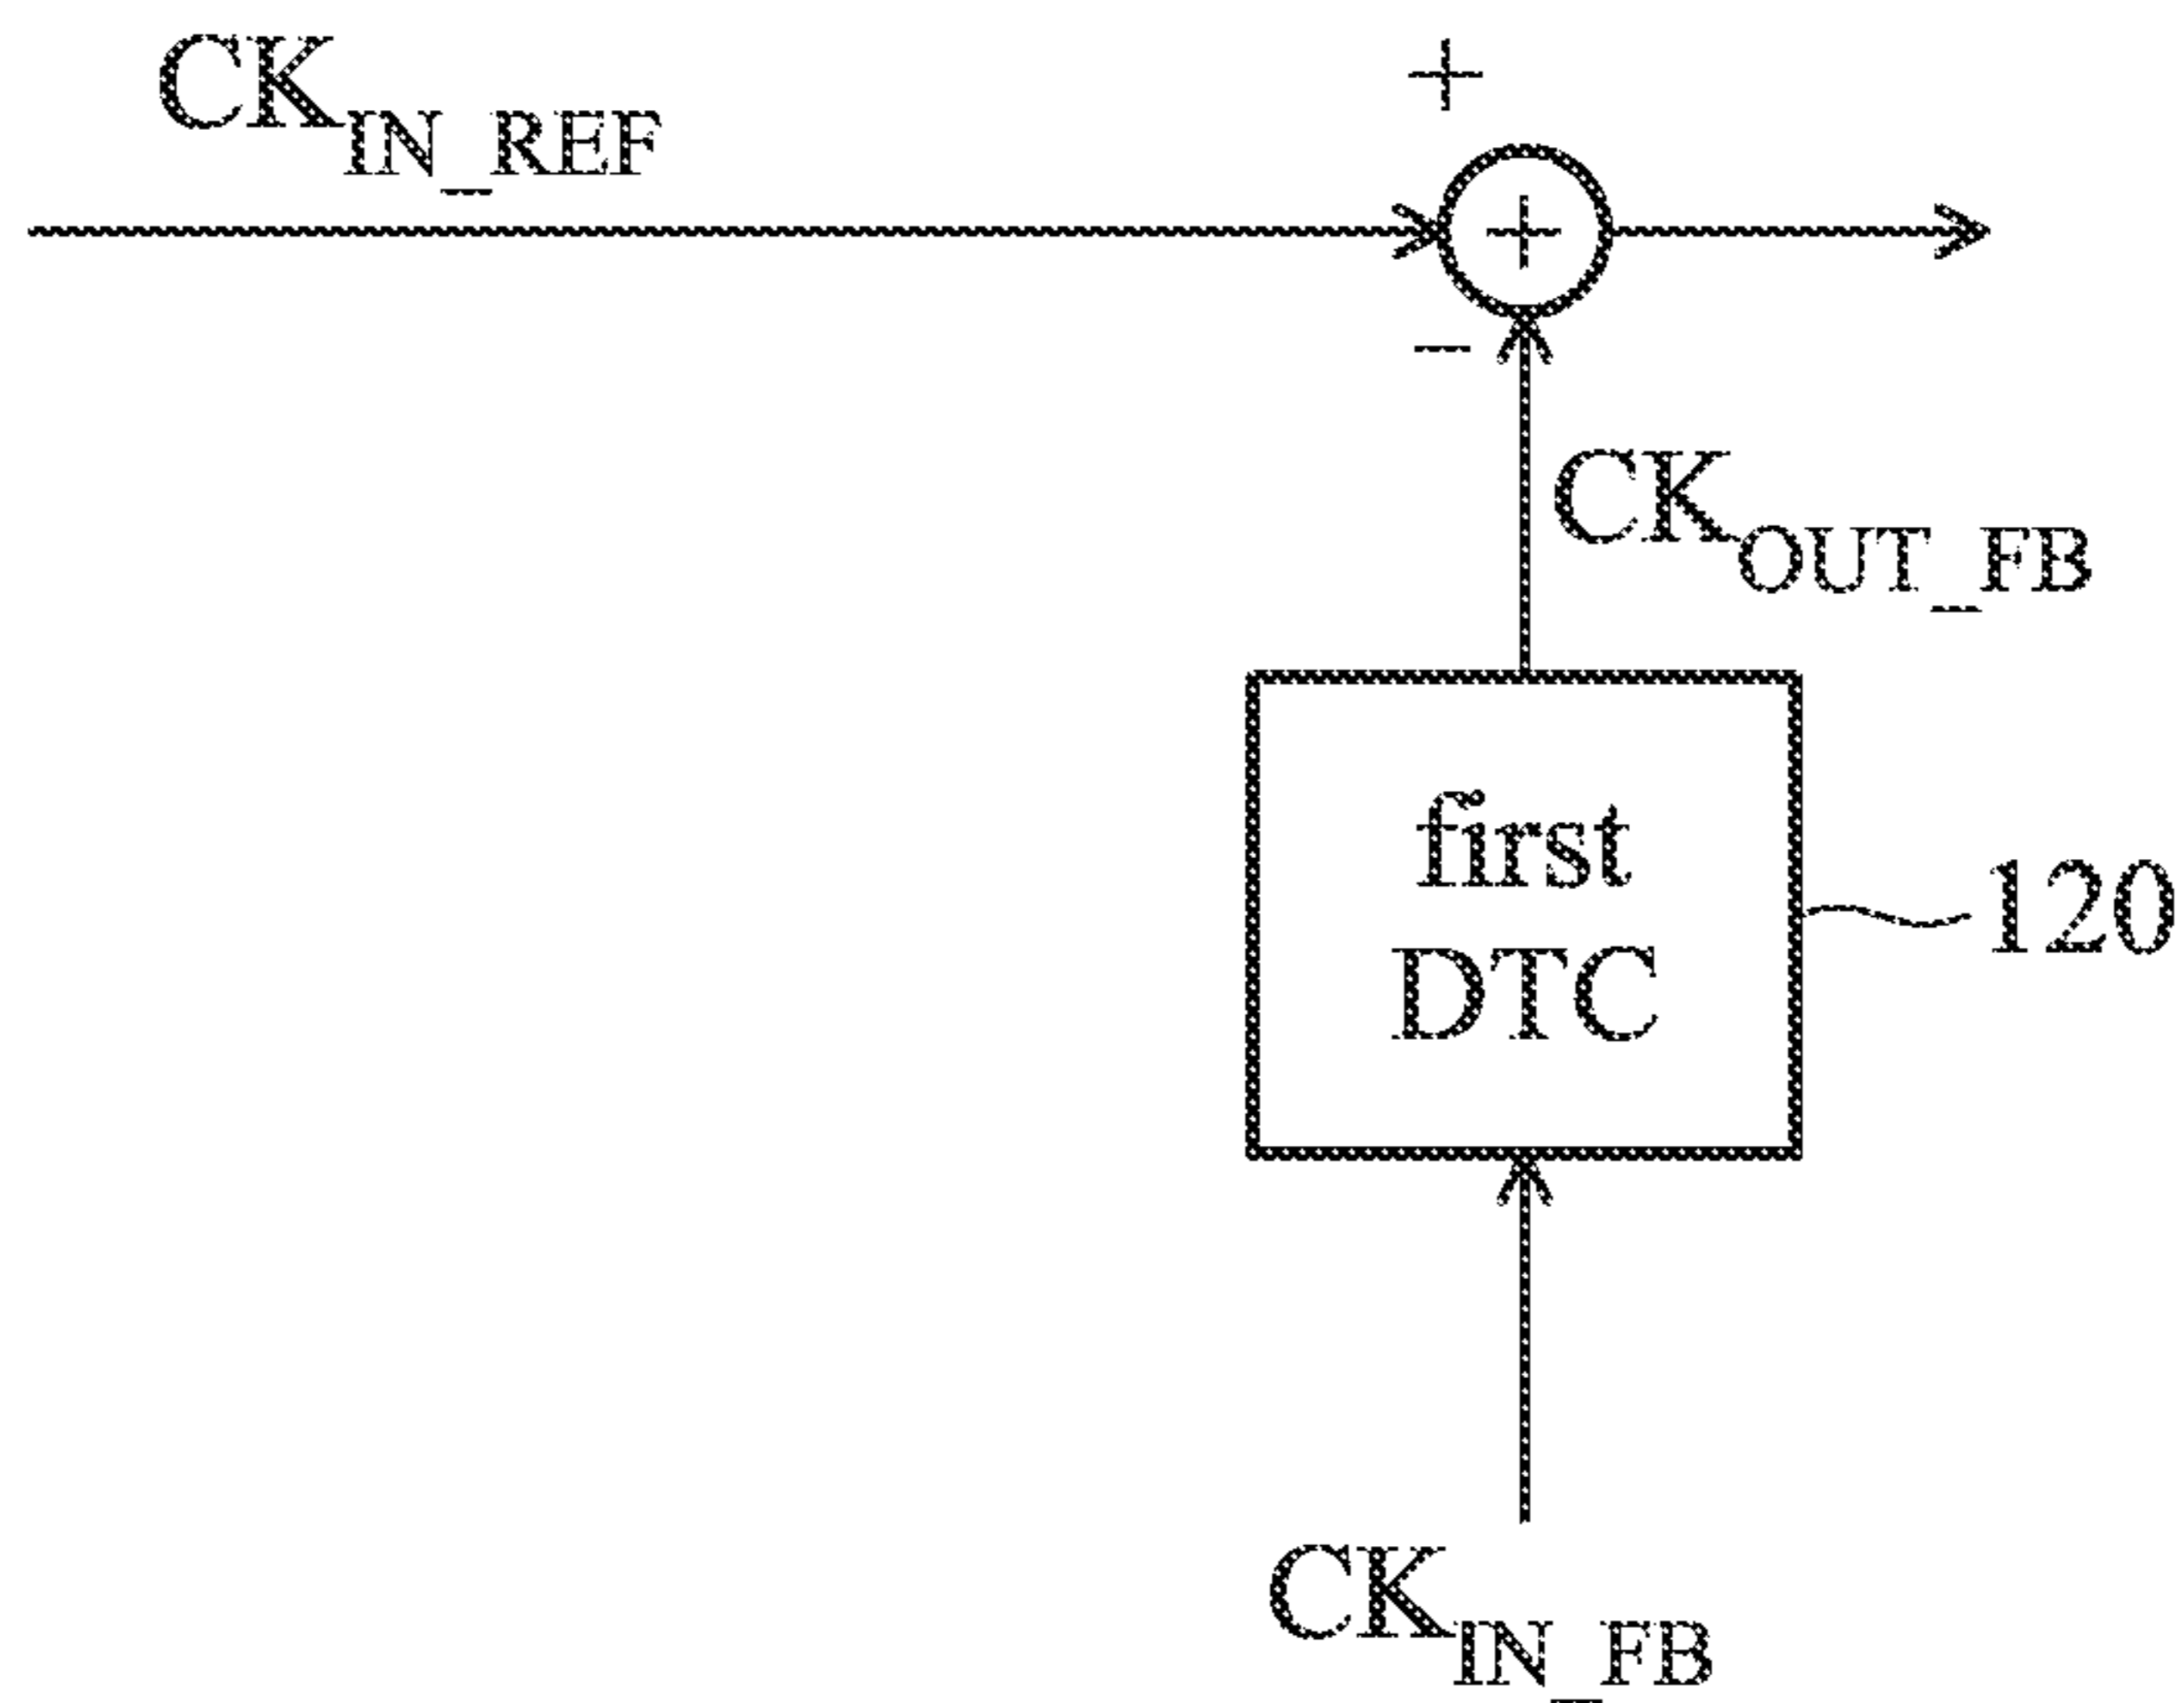 CK_IN_REF
+
+
−
CK_OUT_FB
first
DTC
120
CK_IN_FB